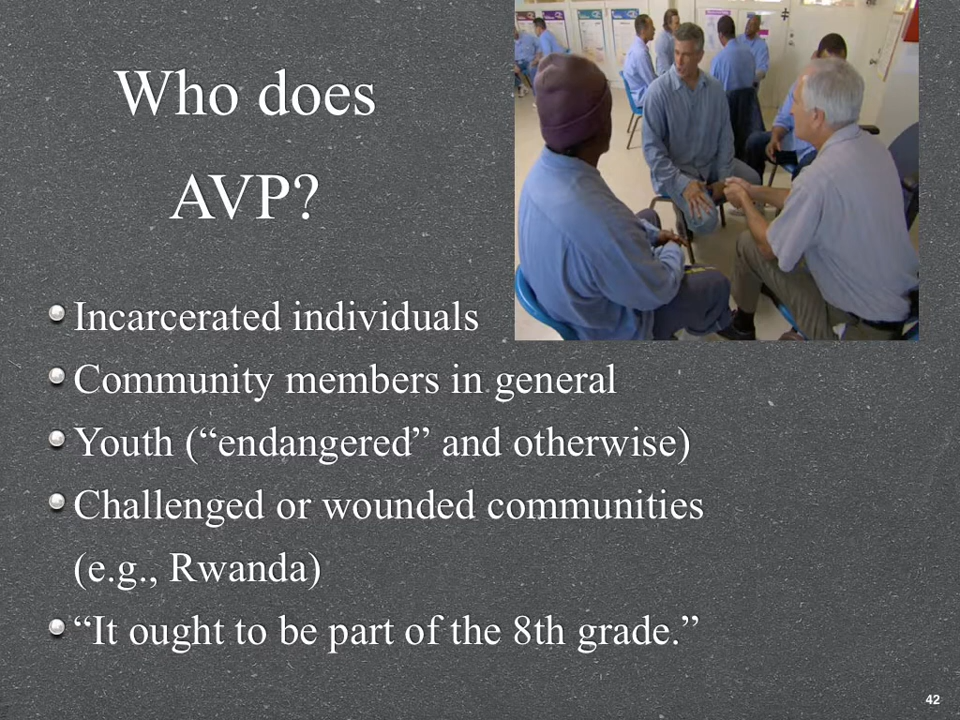 Who does
AVP?
Incarcerated individuals
Community members in general
Youth (“endangered” and otherwise)
Challenged or wounded communities
(e.g., Rwanda)
“It ought to be part of the 8th grade.”
42